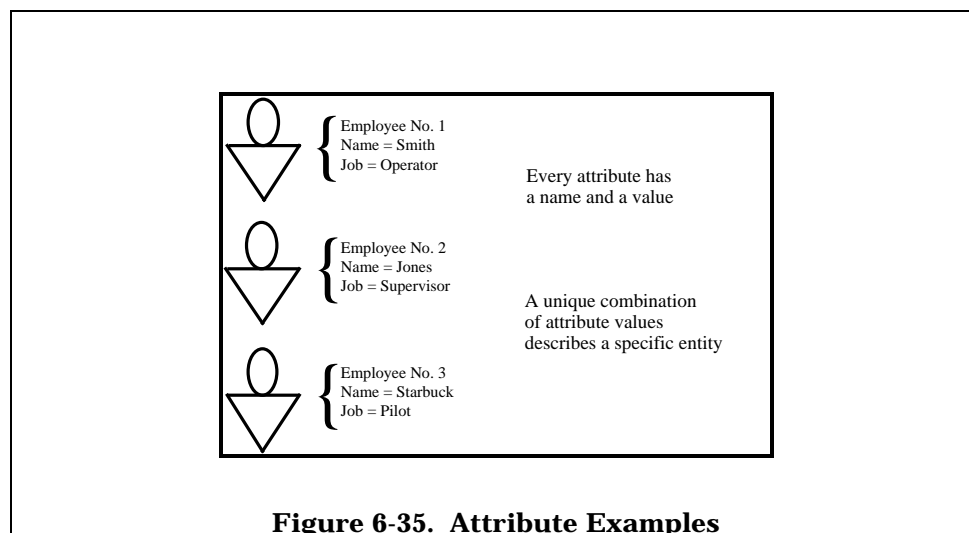 Employee No. 1
Name = Smith
Job = Operator
Every attribute has
a name and a value
Employee No. 2
Name = Jones
Job = Supervisor
A unique combination
of attribute values
describes a specific entity
Employee No. 3
Name = Starbuck
Job = Pilot
Figure 6-35. Attribute Examples